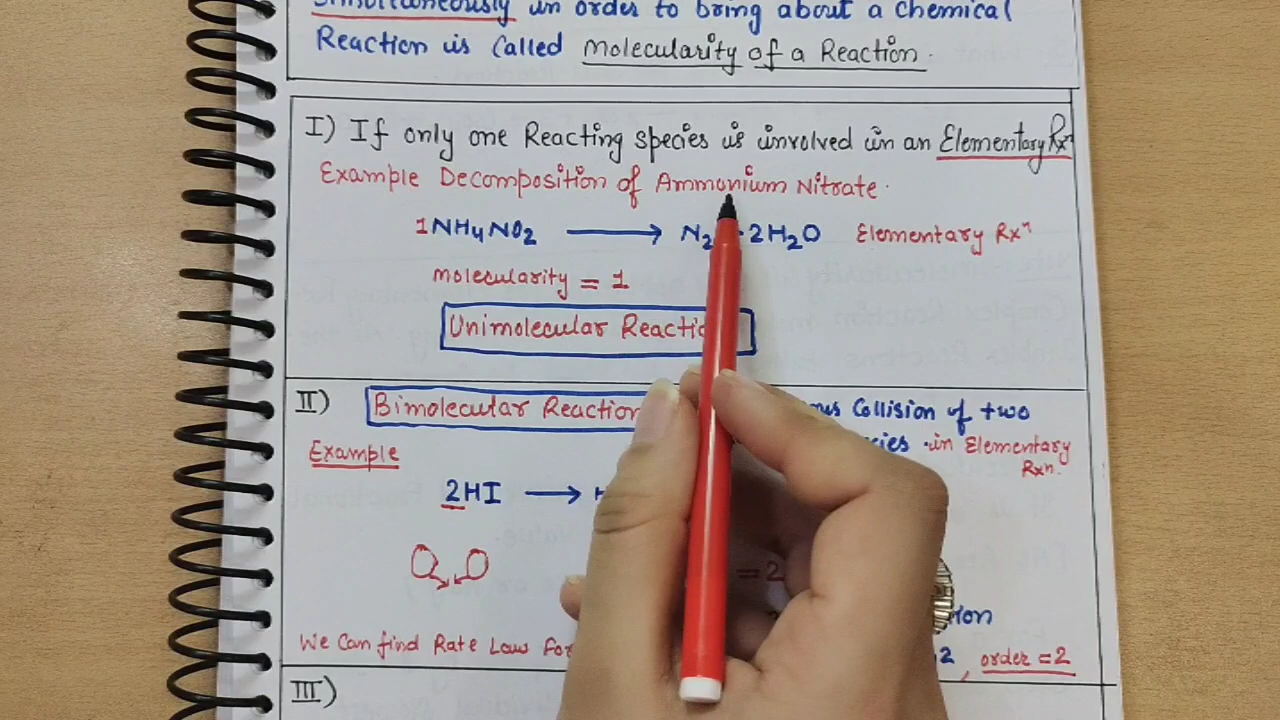 Simultaneously in order to bring about a chemical
Reaction is called molecularity of a Reaction.
I) If only one Reacting species is involved in an Elementary Rxⁿ
Example Decomposition of Ammonium Nitrate.
1NH4NO2 → N2 2H2O Elementary Rxⁿ
molecularity = 1
Unimolecular Reactio
II) Bimolecular Reaction Collision of two
in Elementary
Rxⁿ.
Example
2HI →
= 2
We Can find Rate Law For 2, order = 2
III)